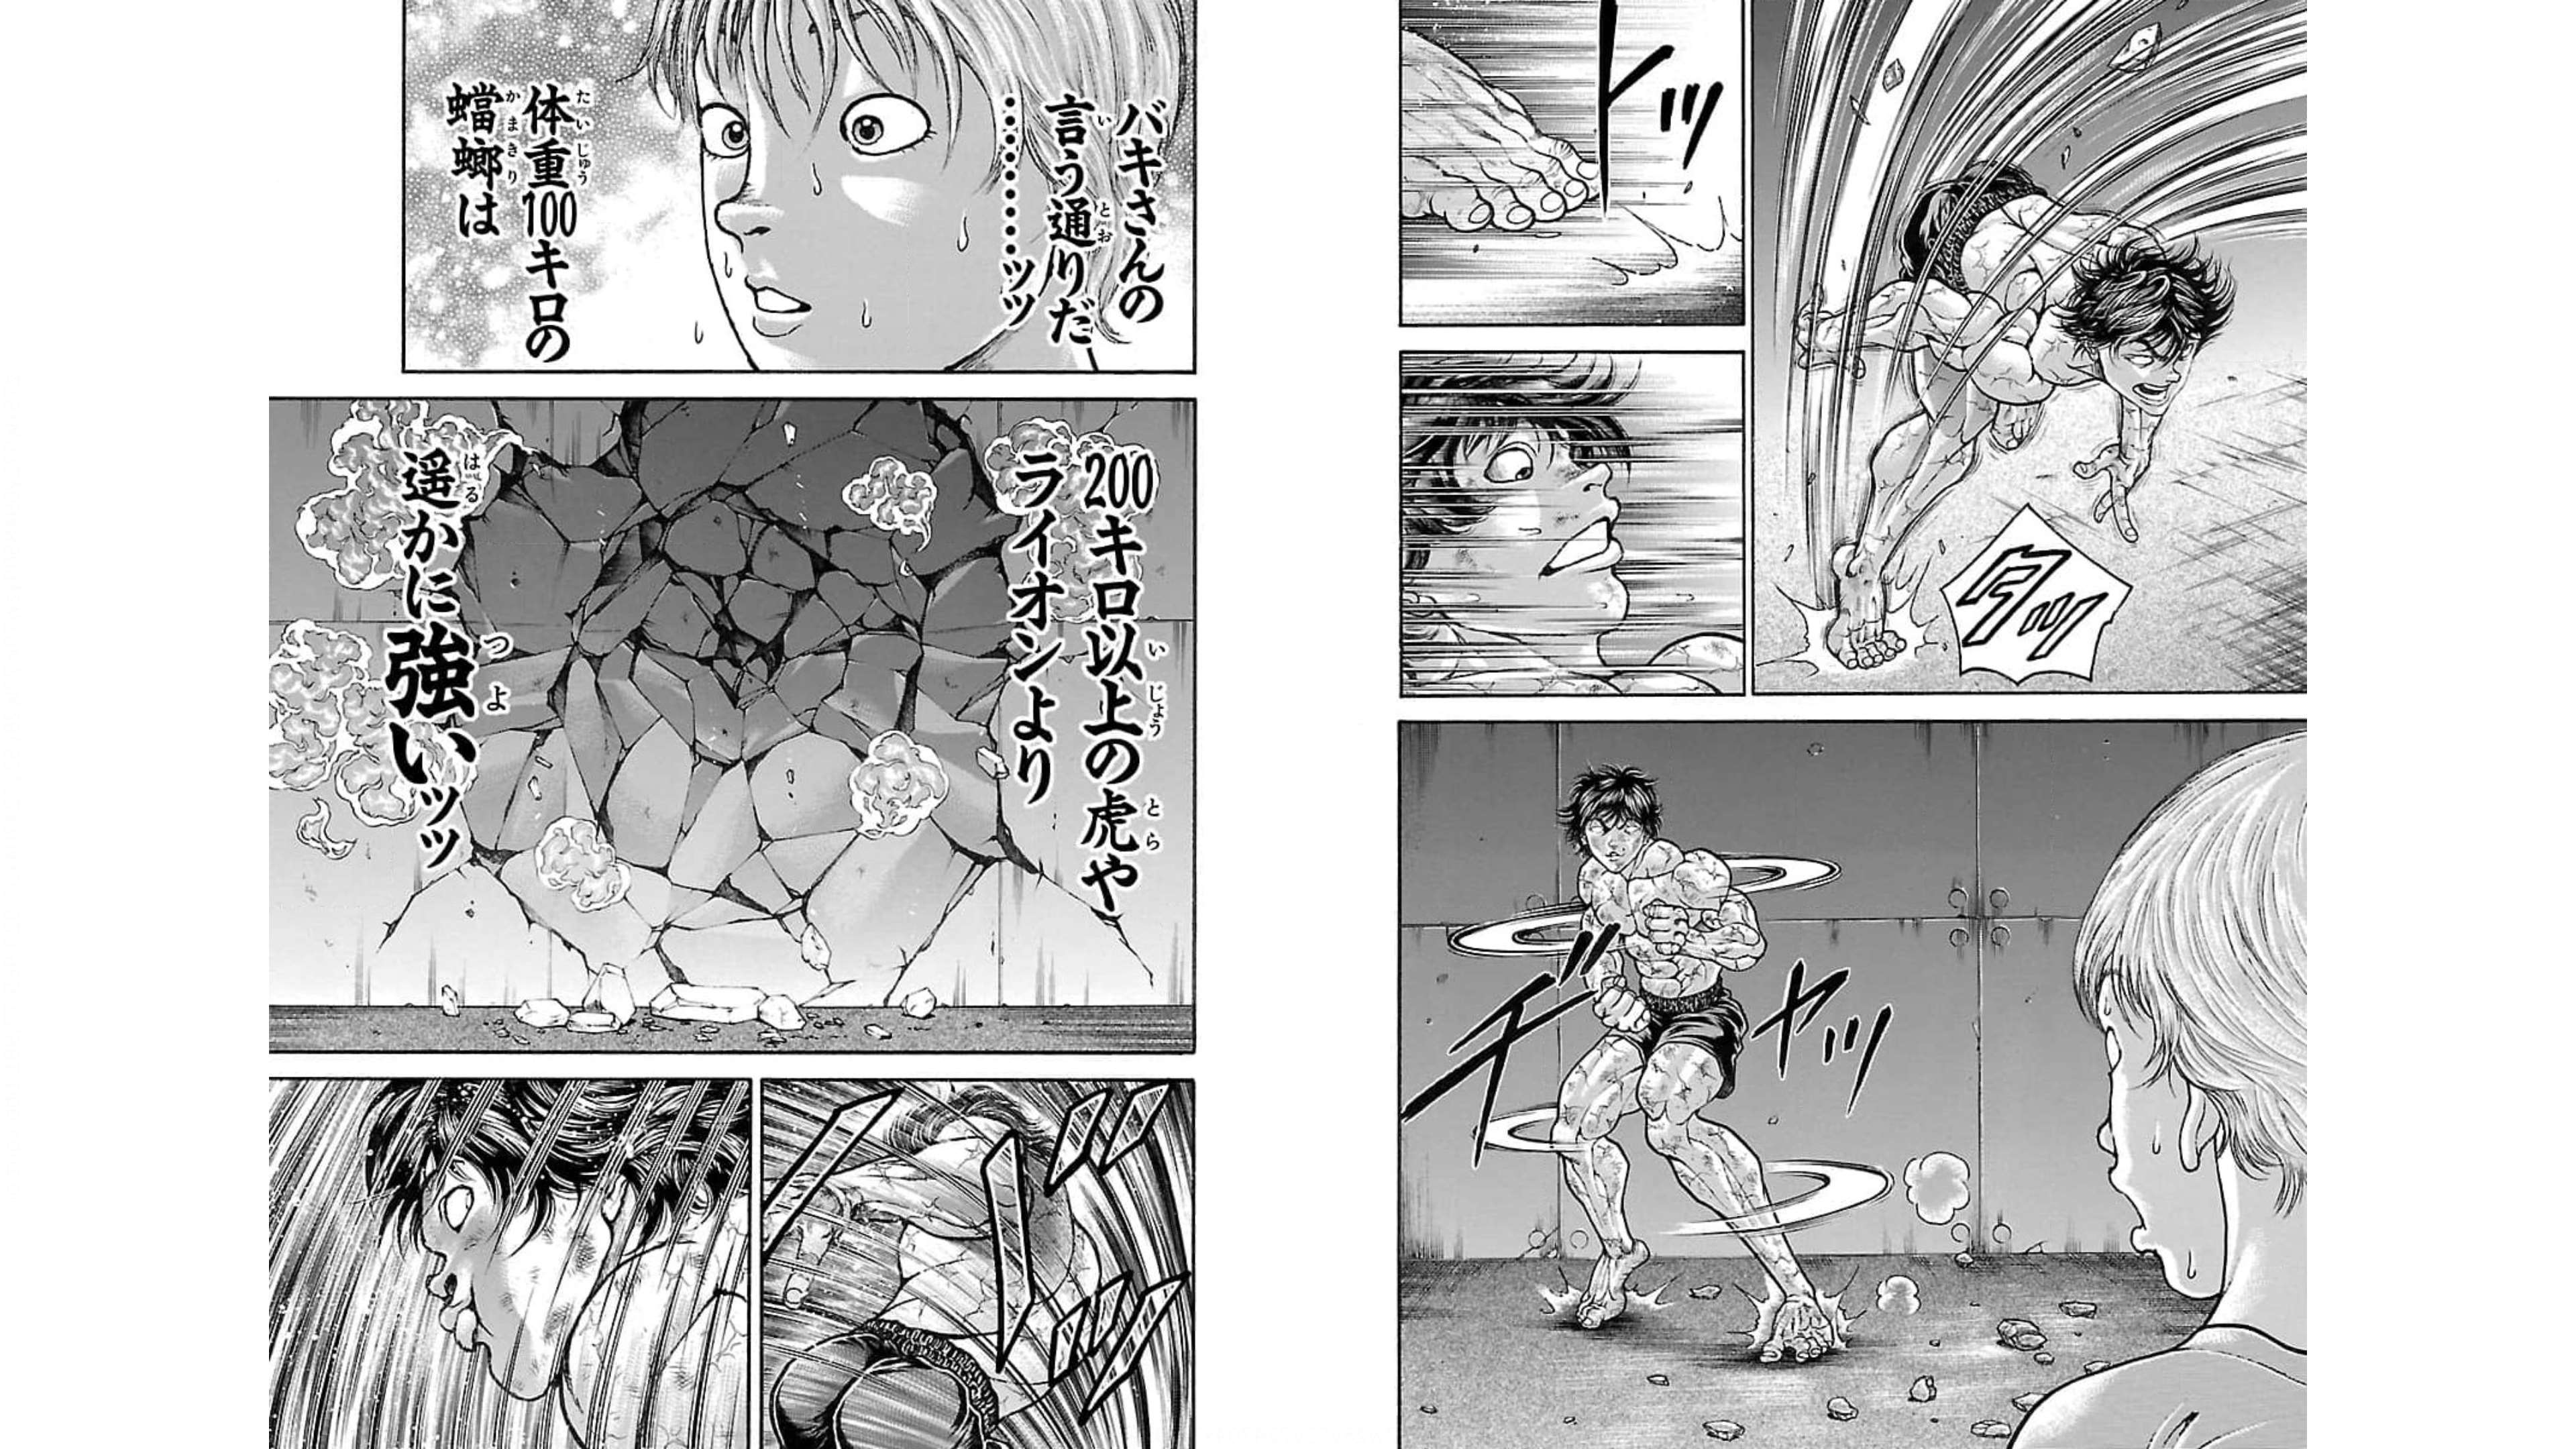 ダッ
トッ
チャッ
バキさんの
言う通りだ
………ッッ
体重100キロの
蟷螂は
200キロ以上の虎や
ライオンより
遥かに強いッッ